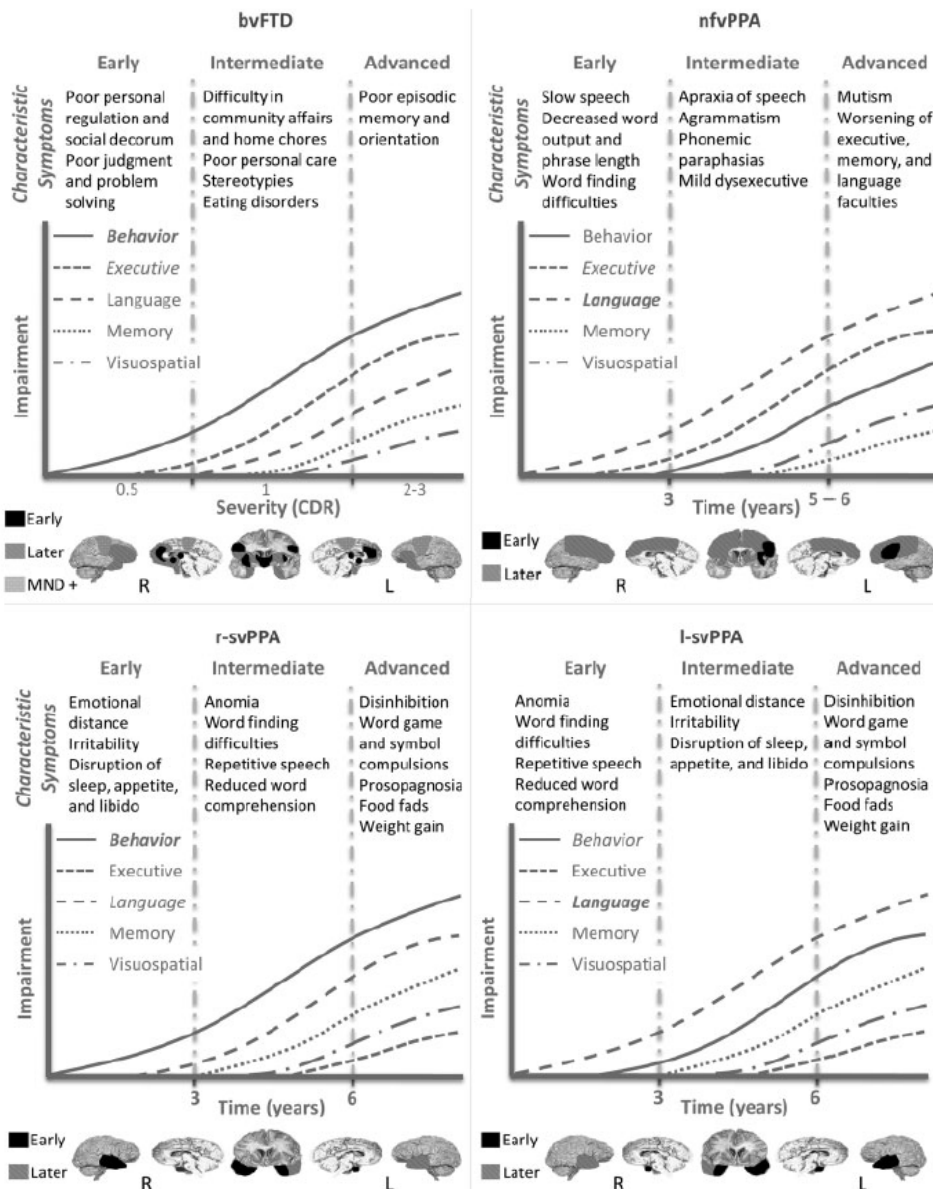 bvFTD
Early
Intermediate
Advanced
Characteristic
Symptoms
Poor personal
regulation and
social decorum
Poor judgment
and problem
solving
Difficulty in
community affairs
and home chores
Poor personal care
Stereotypies
Eating disorders
Poor episodic
memory and
orientation
Impairment
Behavior
Executive
Language
Memory
Visuospatial
0.5
1
2-3
Severity (CDR)
Early
Later
MND +
R
L
nfvPPA
Early
Intermediate
Advanced
Characteristic
Symptoms
Slow speech
Decreased word
output and
phrase length
Word finding
difficulties
Apraxia of speech
Agrammatism
Phonemic
paraphasias
Mild dysexecutive
Mutism
Worsening of
executive,
memory, and
language
faculties
Impairment
Behavior
Executive
Language
Memory
Visuospatial
3
5 – 6
Time (years)
Early
Later
R
L
r-svPPA
Early
Intermediate
Advanced
Characteristic
Symptoms
Emotional
distance
Irritability
Disruption of
sleep, appetite,
and libido
Anomia
Word finding
difficulties
Repetitive speech
Reduced word
comprehension
Disinhibition
Word game
and symbol
compulsions
Prosopagnosia
Food fads
Weight gain
Impairment
Behavior
Executive
Language
Memory
Visuospatial
3
6
Time (years)
Early
Later
R
L
l-svPPA
Early
Intermediate
Advanced
Anomia
Word finding
difficulties
Repetitive speech
Reduced word
comprehension
Emotional distance
Irritability
Disruption of sleep,
appetite, and libido
Disinhibition
Word game
and symbol
compulsions
Prosopagnosia
Food fads
Weight gain
Impairment
Behavior
Executive
Language
Memory
Visuospatial
3
6
Time (years)
Early
Later
R
L